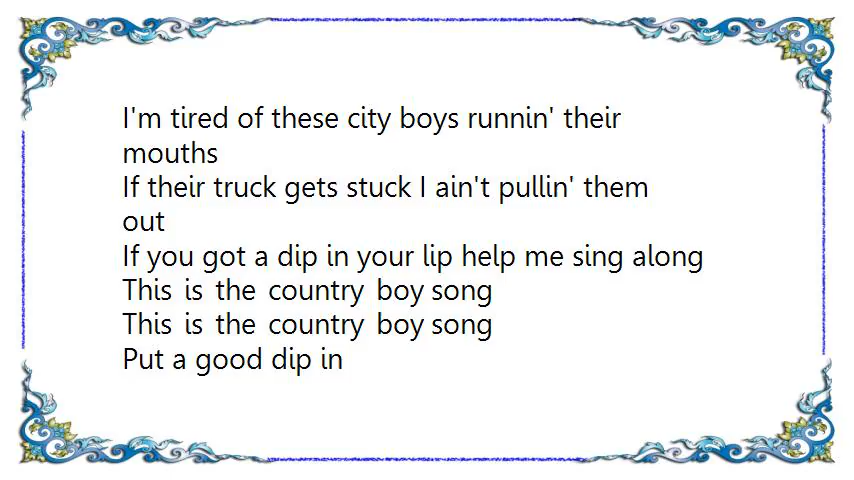 I'm tired of these city boys runnin' their
mouths
If their truck gets stuck I ain't pullin' them
out
If you got a dip in your lip help me sing along
This is the country boy song
This is the country boy song
Put a good dip in